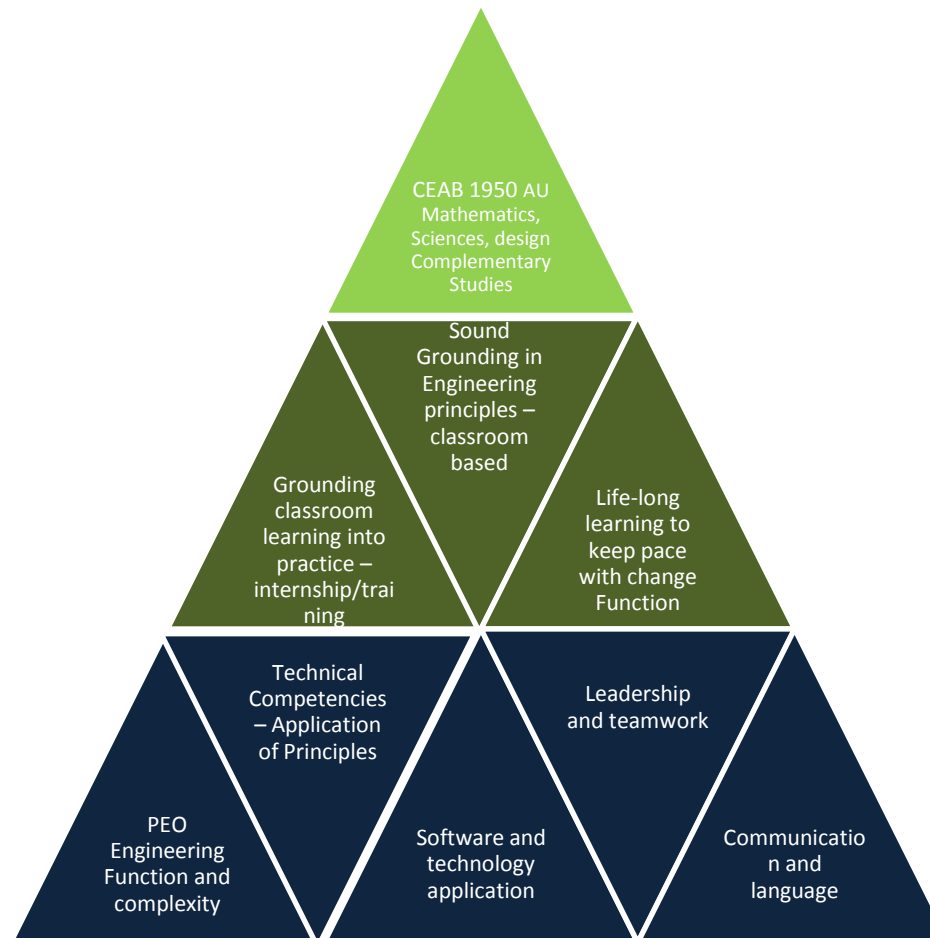 CEAB 1950 AU
Mathematics,
Sciences, design
Complementary
Studies
Sound
Grounding in
Engineering
principles –
classroom
based
Grounding
classroom
learning into
practice –
internship/trai
ning
Life-long
learning to
keep pace
with change
Function
Technical
Competencies
– Application
of Principles
Leadership
and teamwork
PEO
Engineering
Function and
complexity
Software and
technology
application
Communicatio
n and
language